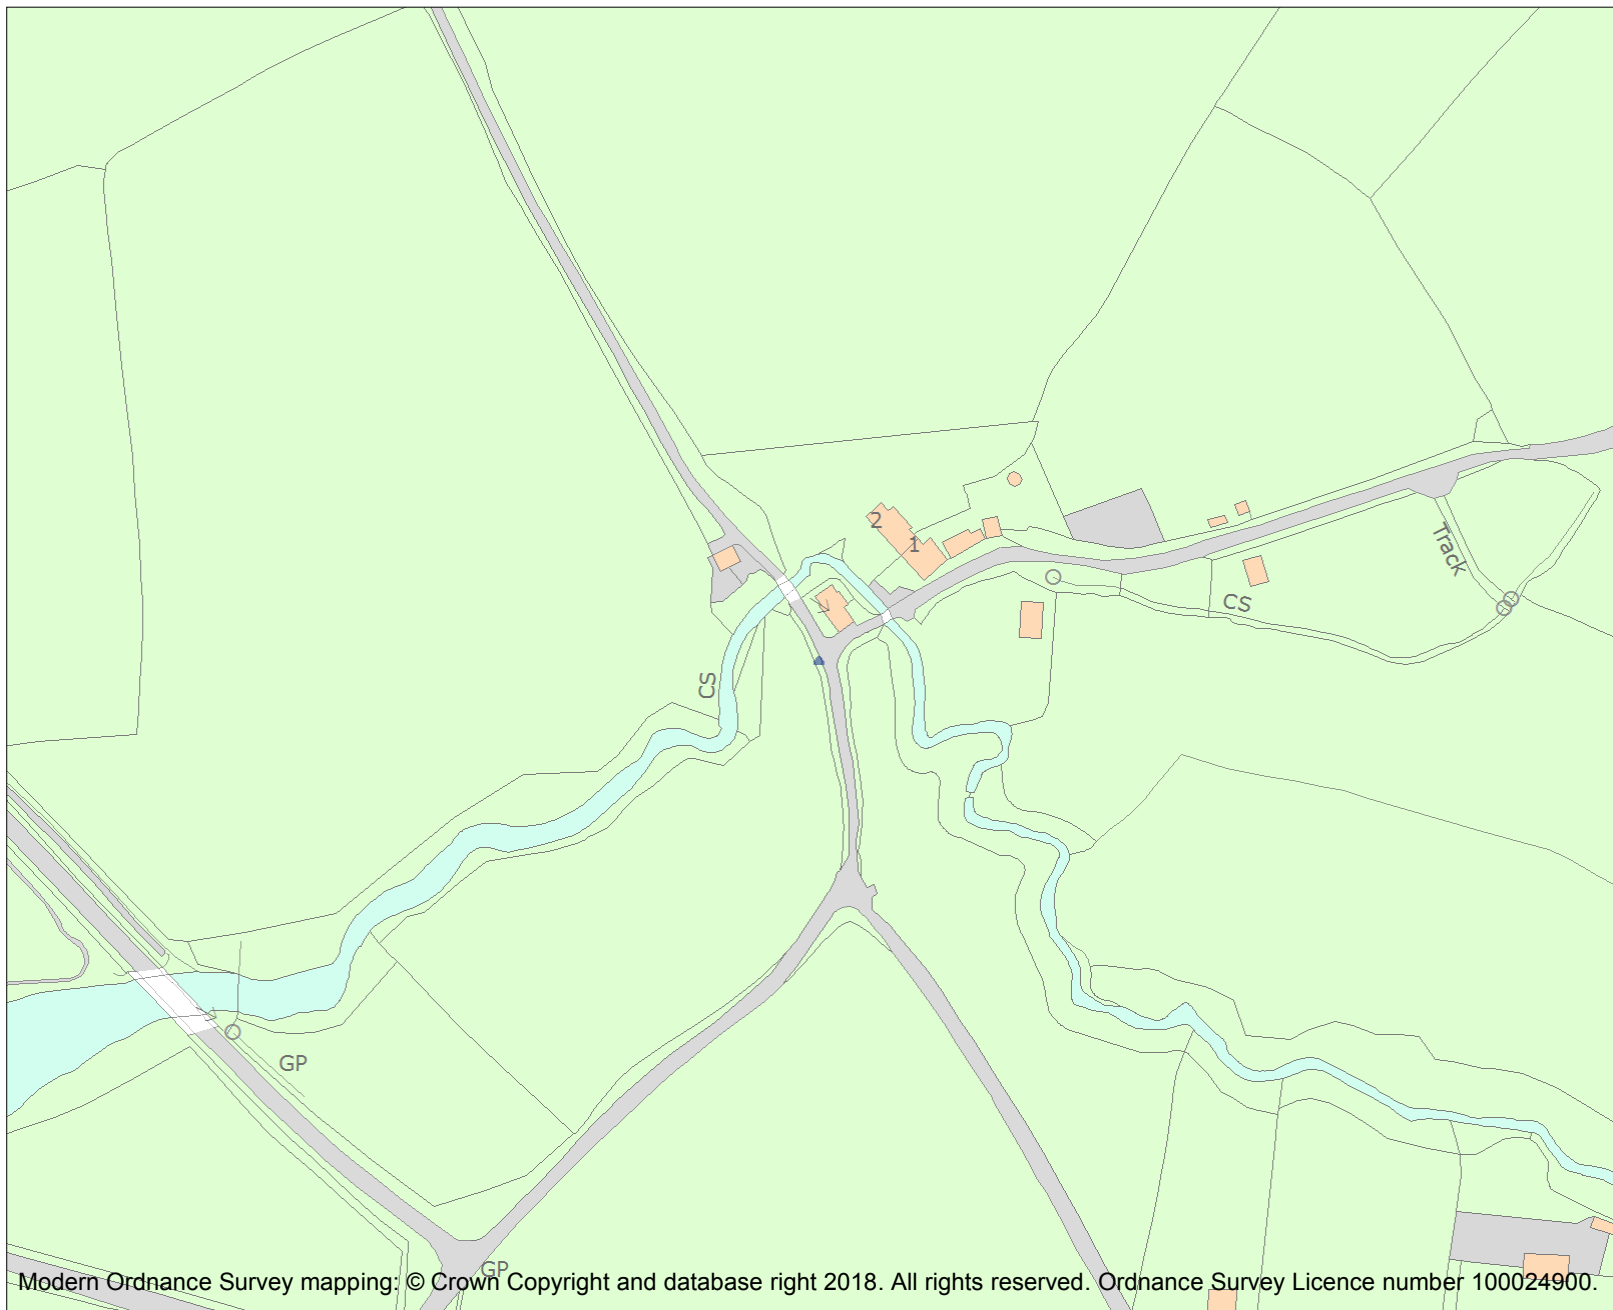 2
1
Track
CS
CS
GP
GP
Modern Ordnance Survey mapping: © Crown Copyright and database right 2018. All rights reserved. Ordnance Survey Licence number 100024900.